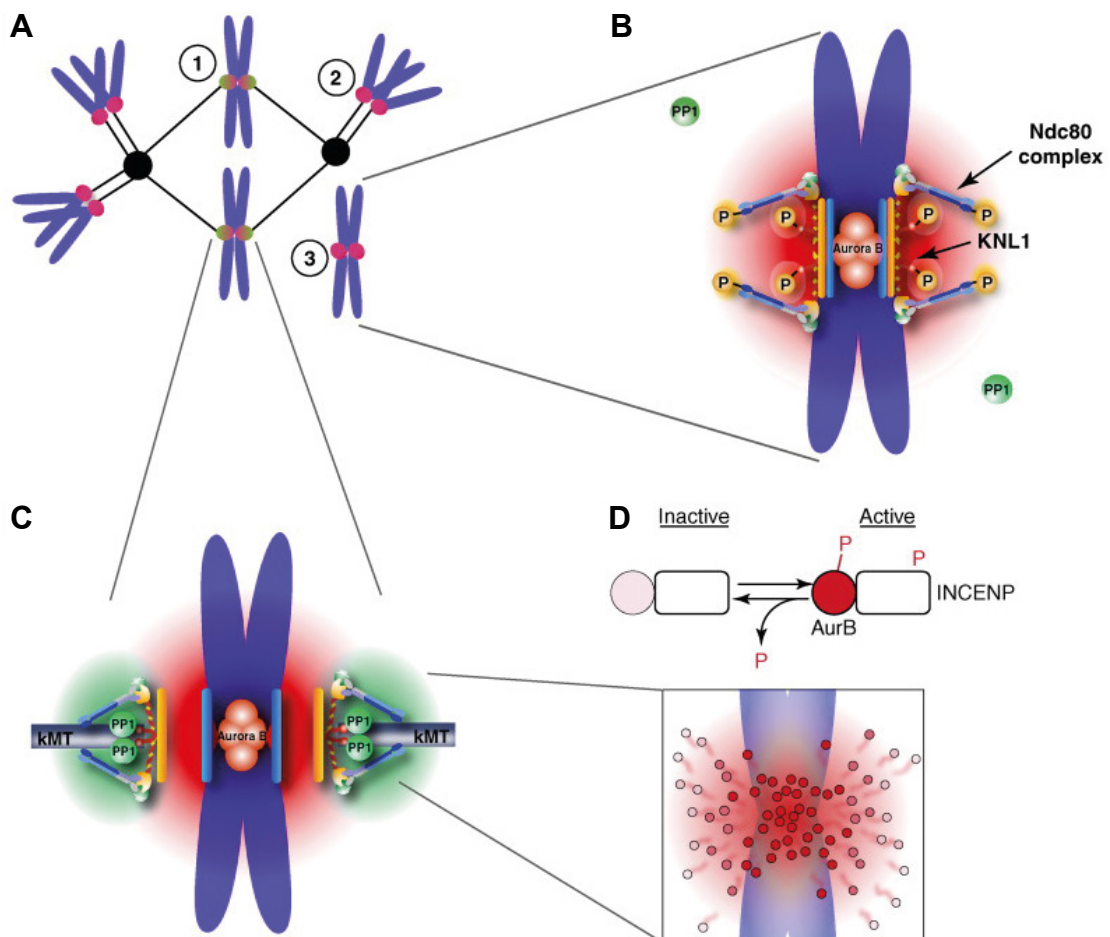 A
1
2
3
B
PP1
Ndc80
complex
P
P
P
P
Aurora B
KNL1
P
P
P
P
PP1
C
kMT
PP1
PP1
Aurora B
PP1
PP1
kMT
D
Inactive
Active
P
P
INCENP
AurB
P